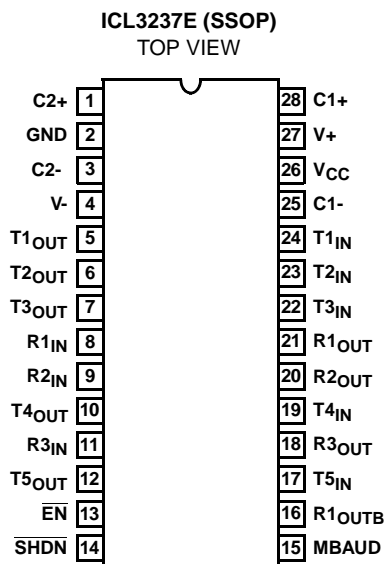 ICL3237E (SSOP)
TOP VIEW
C2+ 1 28 C1+
GND 2 27 V+
C2- 3 26 VCC
V- 4 25 C1-
T1OUT 5 24 T1IN
T2OUT 6 23 T2IN
T3OUT 7 22 T3IN
R1IN 8 21 R1OUT
R2IN 9 20 R2OUT
T4OUT 10 19 T4IN
R3IN 11 18 R3OUT
T5OUT 12 17 T5IN
EN 13 16 R1OUTB
SHDN 14 15 MBAUD